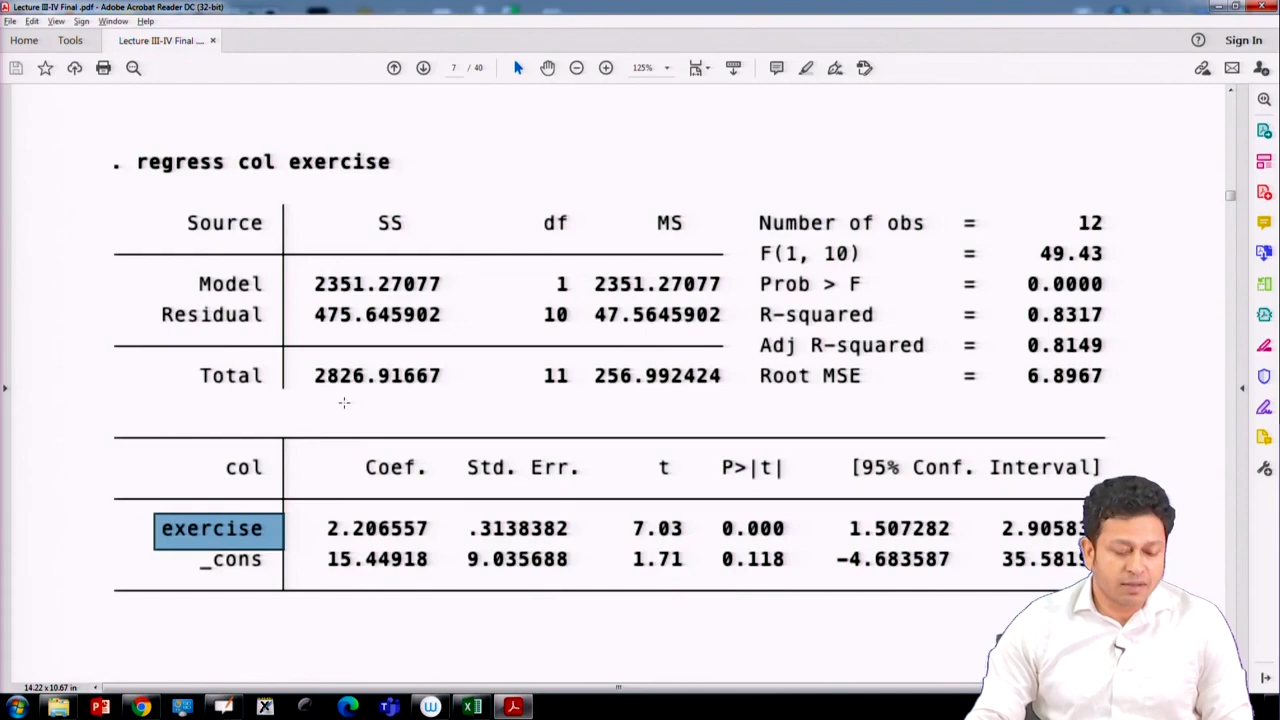 Lecture III-IV Final .pdf - Adobe Acrobat Reader DC (32-bit)
File Edit View Sign Window Help
Home Tools Lecture III-IV Final .... × Sign In
7 / 40 125%
. regress col exercise
Source SS df MS Number of obs = 12
F(1, 10) = 49.43
Model 2351.27077 1 2351.27077 Prob > F = 0.0000
Residual 475.645902 10 47.5645902 R-squared = 0.8317
Adj R-squared = 0.8149
Total 2826.91667 11 256.992424 Root MSE = 6.8967
col Coef. Std. Err. t P>|t| [95% Conf. Interval]
exercise 2.206557 .3138382 7.03 0.000 1.507282
_cons 15.44918 9.035688 1.71 0.118 -4.683587
14.22 x 10.67 in